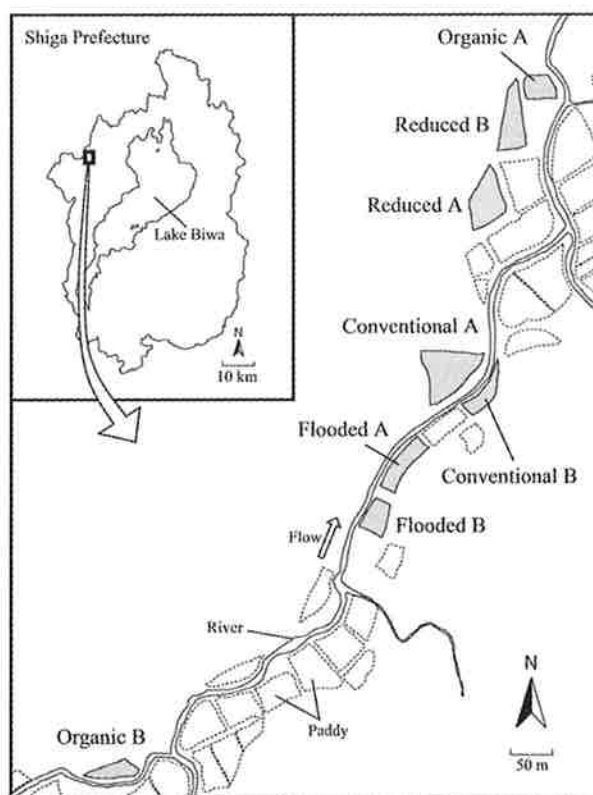 Shiga Prefecture
Lake Biwa
N
10 km
Organic A
Reduced B
Reduced A
Conventional A
Flooded A
Conventional B
Flooded B
Flow
River
Paddy
Organic B
N
50 m